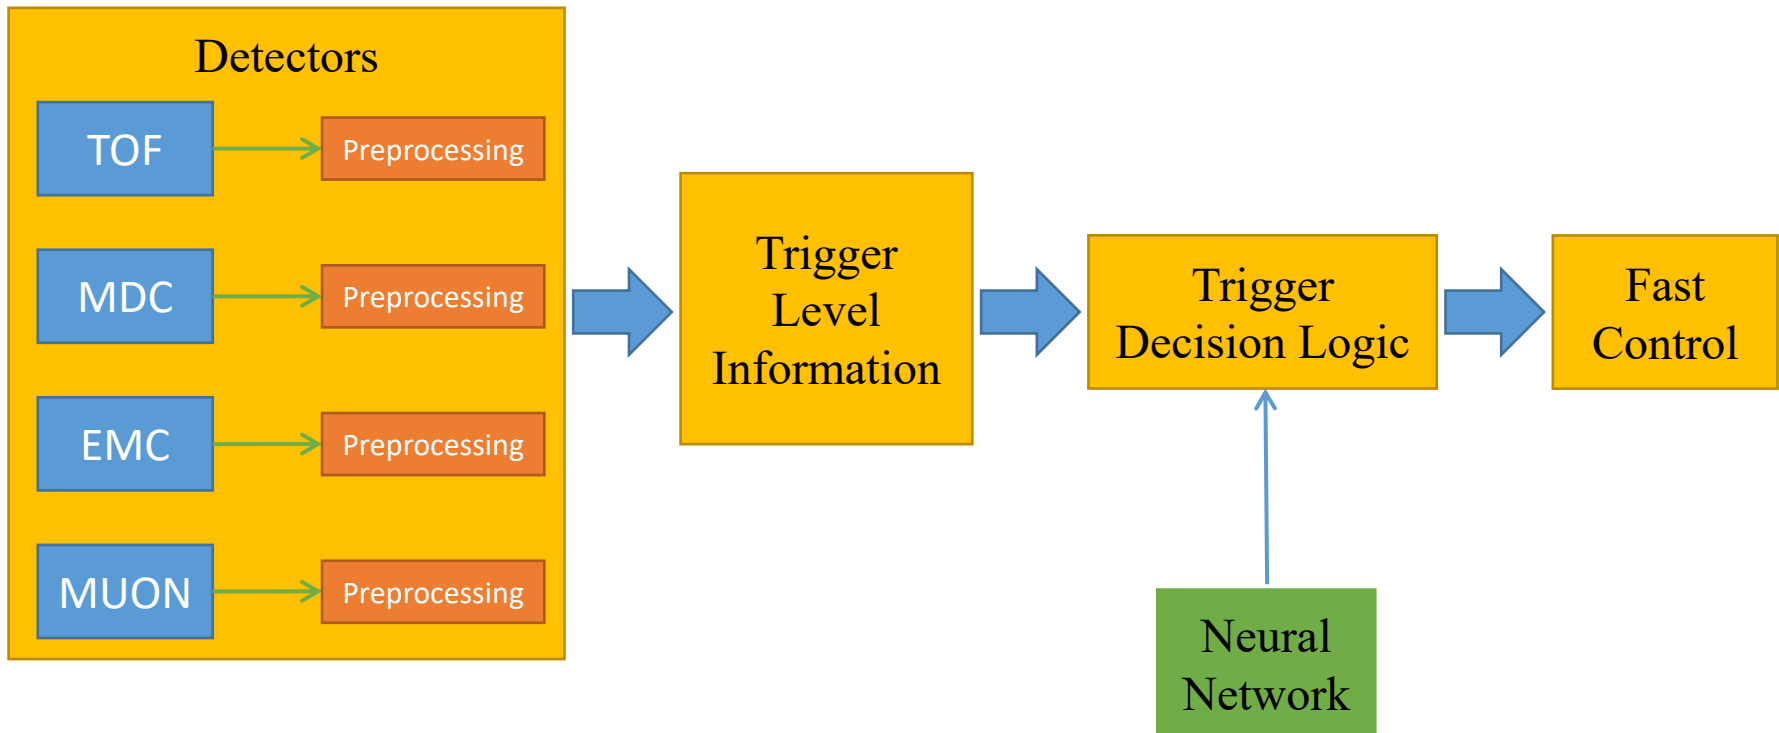 Detectors
TOF
Preprocessing
MDC
Preprocessing
EMC
Preprocessing
MUON
Preprocessing
Trigger
Level
Information
Trigger
Decision Logic
Fast
Control
Neural
Network